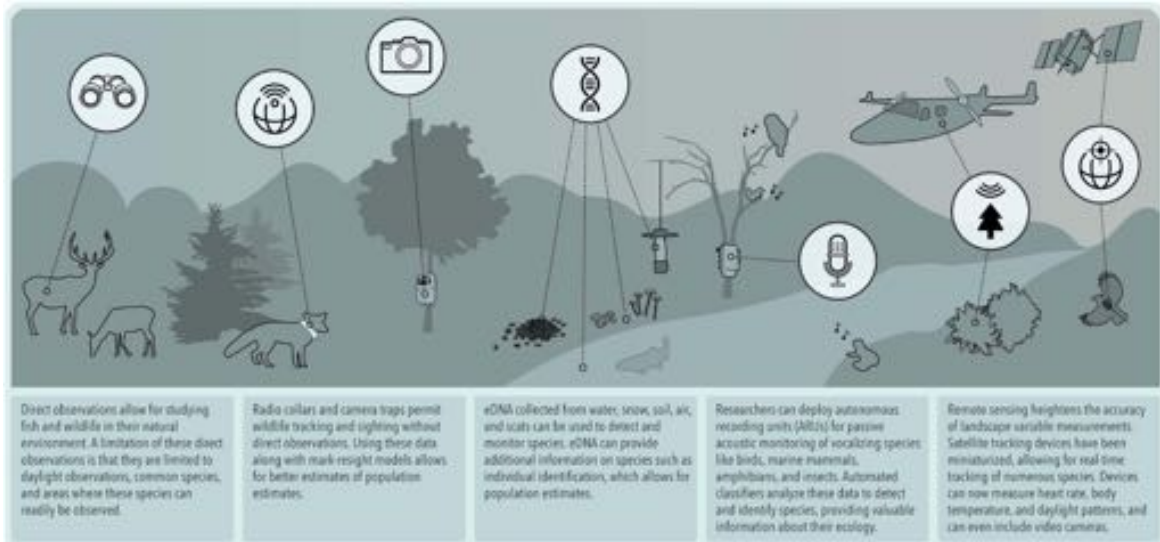 Direct observations allow for studying
fish and wildlife in their natural
environment. A limitation of these direct
observations is that they are limited to
daylight observations, common species,
and areas where these species can
readily be observed.
Radio collars and camera traps permit
wildlife tracking and sighting without
direct observations. Using these data
along with mark-resight models allows
for better estimates of population
estimates.
eDNA collected from water, snow, soil, air,
and scats can be used to detect and
monitor species. eDNA can provide
additional information on species such as
individual identification, which allows for
population estimates.
Researchers can deploy autonomous
recording units (ARUs) for passive
acoustic monitoring of vocalizing species
like birds, marine mammals,
amphibians, and insects. Automated
classifiers analyze these data to detect
and identify species, providing valuable
information about their ecology.
Remote sensing heightens the accuracy
of landscape variable measurements.
Satellite tracking devices have been
miniaturized, allowing for real-time
tracking of numerous species. Devices
can now measure heart rate, body
temperature, and daylight patterns, and
can even include video cameras.